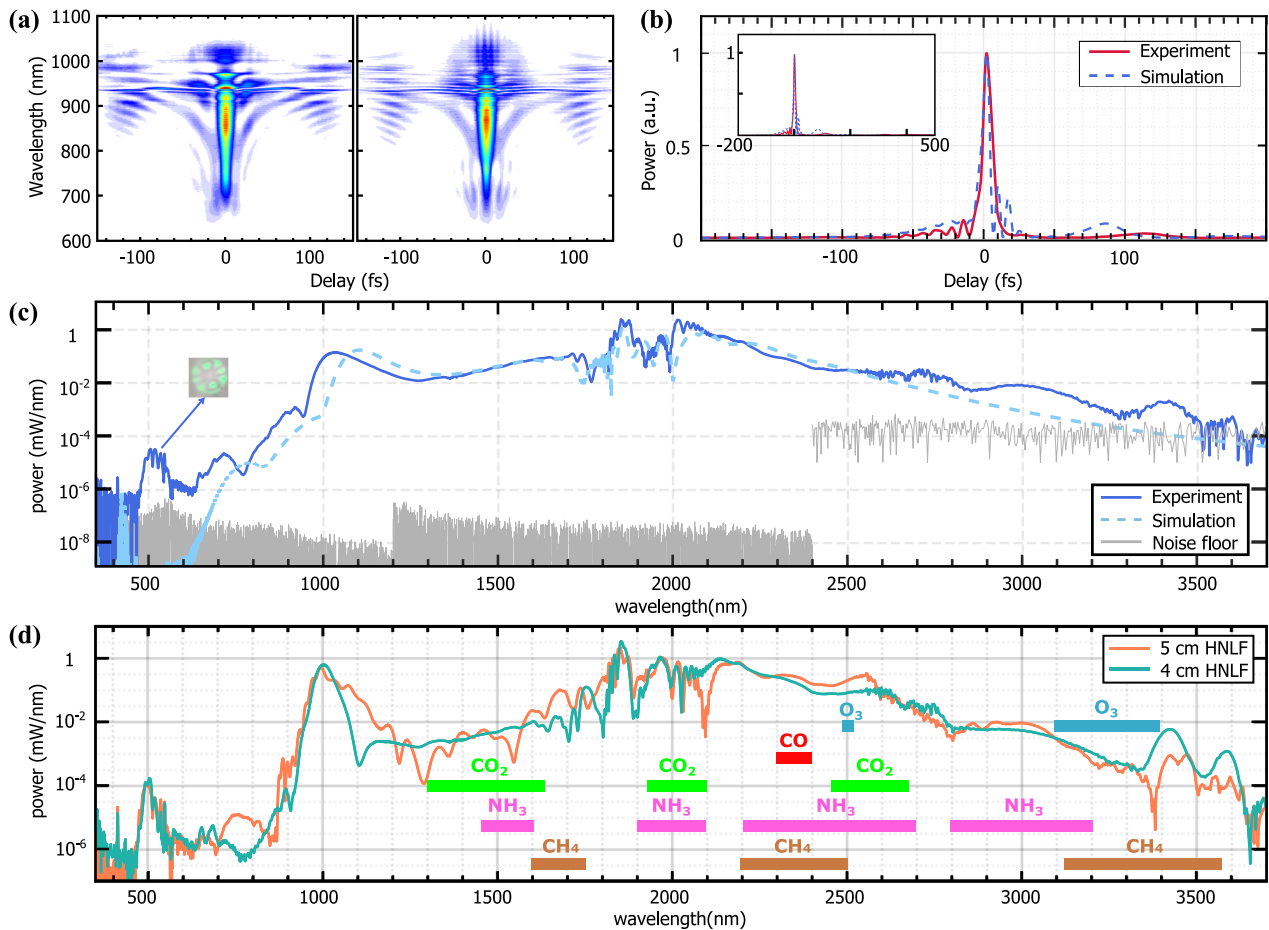 (a)
Wavelength (nm)
1100
1000
900
800
700
600
-100
0
100
-100
0
100
Delay (fs)
(b)
Power (a.u.)
1
0.5
0
1
-200
500
Experiment
Simulation
-100
0
100
Delay (fs)
(c)
power (mW/nm)
1
10-2
10-4
10-6
10-8
Experiment
Simulation
Noise floor
500
1000
1500
2000
2500
3000
3500
wavelength(nm)
(d)
power (mW/nm)
1
10-2
10-4
10-6
5 cm HNLF
4 cm HNLF
O₃
O₃
CO
CO₂
CO₂
CO₂
NH₃
NH₃
NH₃
NH₃
CH₄
CH₄
CH₄
500
1000
1500
2000
2500
3000
3500
wavelength(nm)